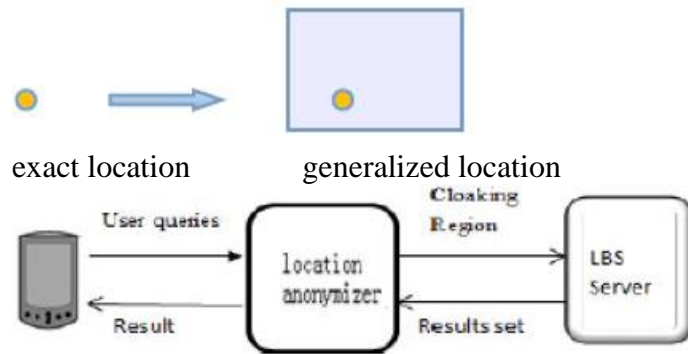 exact location
generalized location
User queries
Cloaking
Region
location
anonymizer
LBS
Server
Result
Results set